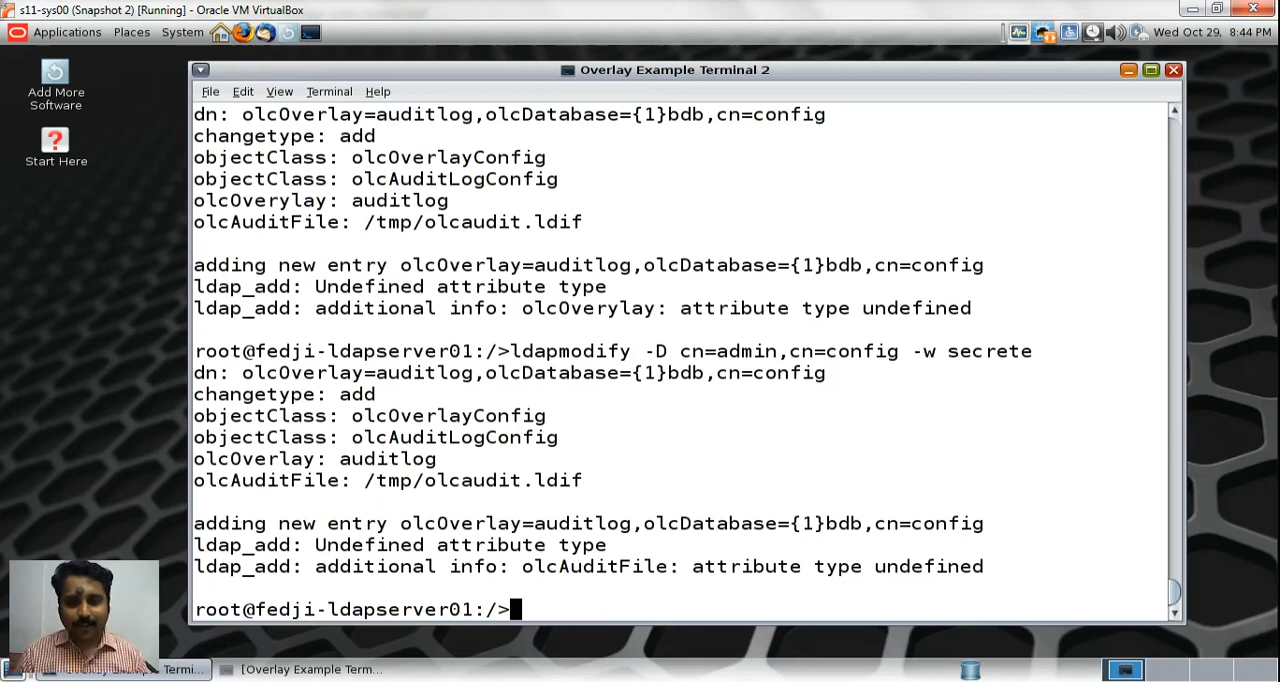 s11-sys00 (Snapshot 2) [Running] - Oracle VM VirtualBox
Applications Places System Wed Oct 29, 8:44 PM
Add More
Software
Start Here
Overlay Example Terminal 2
File Edit View Terminal Help
dn: olcOverlay=auditlog,olcDatabase={1}bdb,cn=config
changetype: add
objectClass: olcOverlayConfig
objectClass: olcAuditLogConfig
olcOverylay: auditlog
olcAuditFile: /tmp/olcaudit.ldif
adding new entry olcOverlay=auditlog,olcDatabase={1}bdb,cn=config
ldap_add: Undefined attribute type
ldap_add: additional info: olcOverylay: attribute type undefined
root@fedji-ldapserver01:/>ldapmodify -D cn=admin,cn=config -w secrete
dn: olcOverlay=auditlog,olcDatabase={1}bdb,cn=config
changetype: add
objectClass: olcOverlayConfig
objectClass: olcAuditLogConfig
olcOverlay: auditlog
olcAuditFile: /tmp/olcaudit.ldif
adding new entry olcOverlay=auditlog,olcDatabase={1}bdb,cn=config
ldap_add: Undefined attribute type
ldap_add: additional info: olcAuditFile: attribute type undefined
root@fedji-ldapserver01:/>
Termi... [Overlay Example Term...